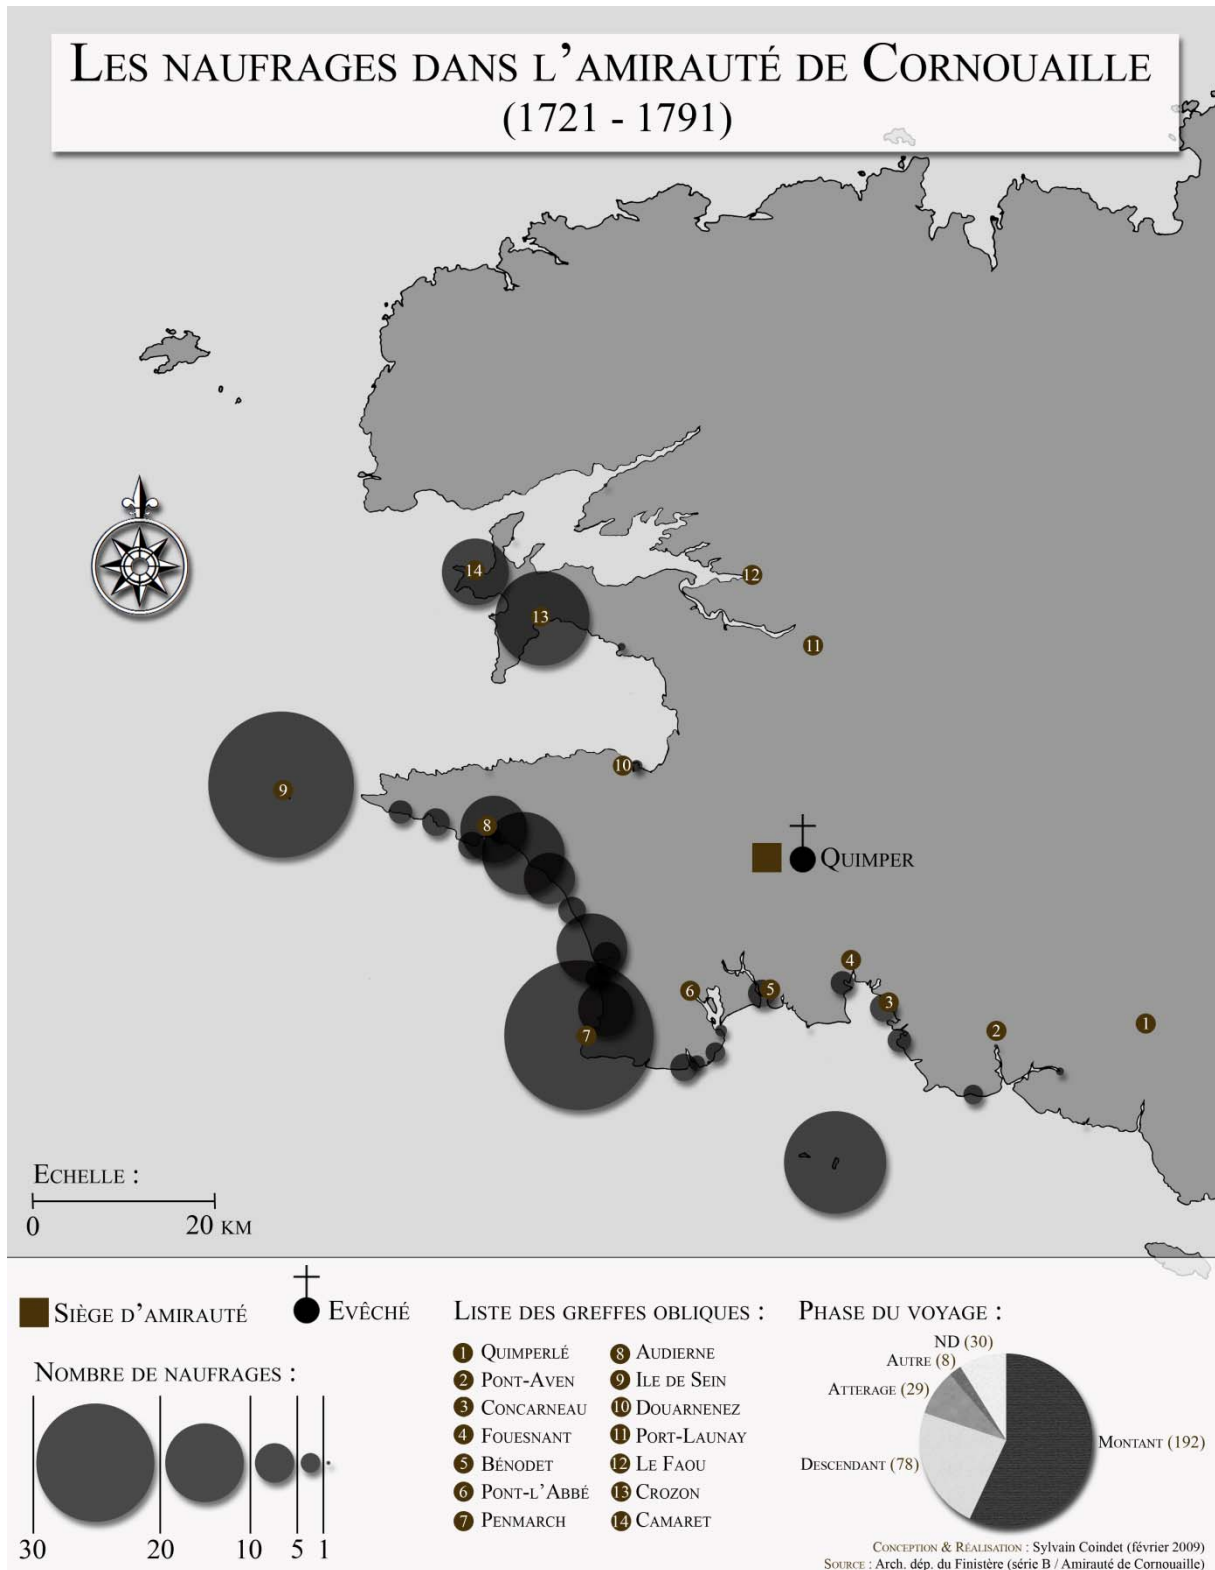 Les naufrages dans l'amirauté de Cornouaille
(1721 - 1791)
14
13
12
11
9
10
8
Quimper
4
6
5
3
7
2
1
Echelle :
0 20 km
Siège d'amirauté
Evêché
Nombre de naufrages :
30 20 10 5 1
Liste des greffes obliques :
1 Quimperlé
2 Pont-Aven
3 Concarneau
4 Fouesnant
5 Bénodet
6 Pont-l'Abbé
7 Penmarch
8 Audierne
9 Ile de Sein
10 Douarnenez
11 Port-Launay
12 Le Faou
13 Crozon
14 Camaret
Phase du voyage :
ND (30)
Autre (8)
Atterage (29)
Montant (192)
Descendant (78)
Conception & Réalisation : Sylvain Coindet (février 2009)
Source : Arch. dép. du Finistère (série B / Amirauté de Cornouaille)